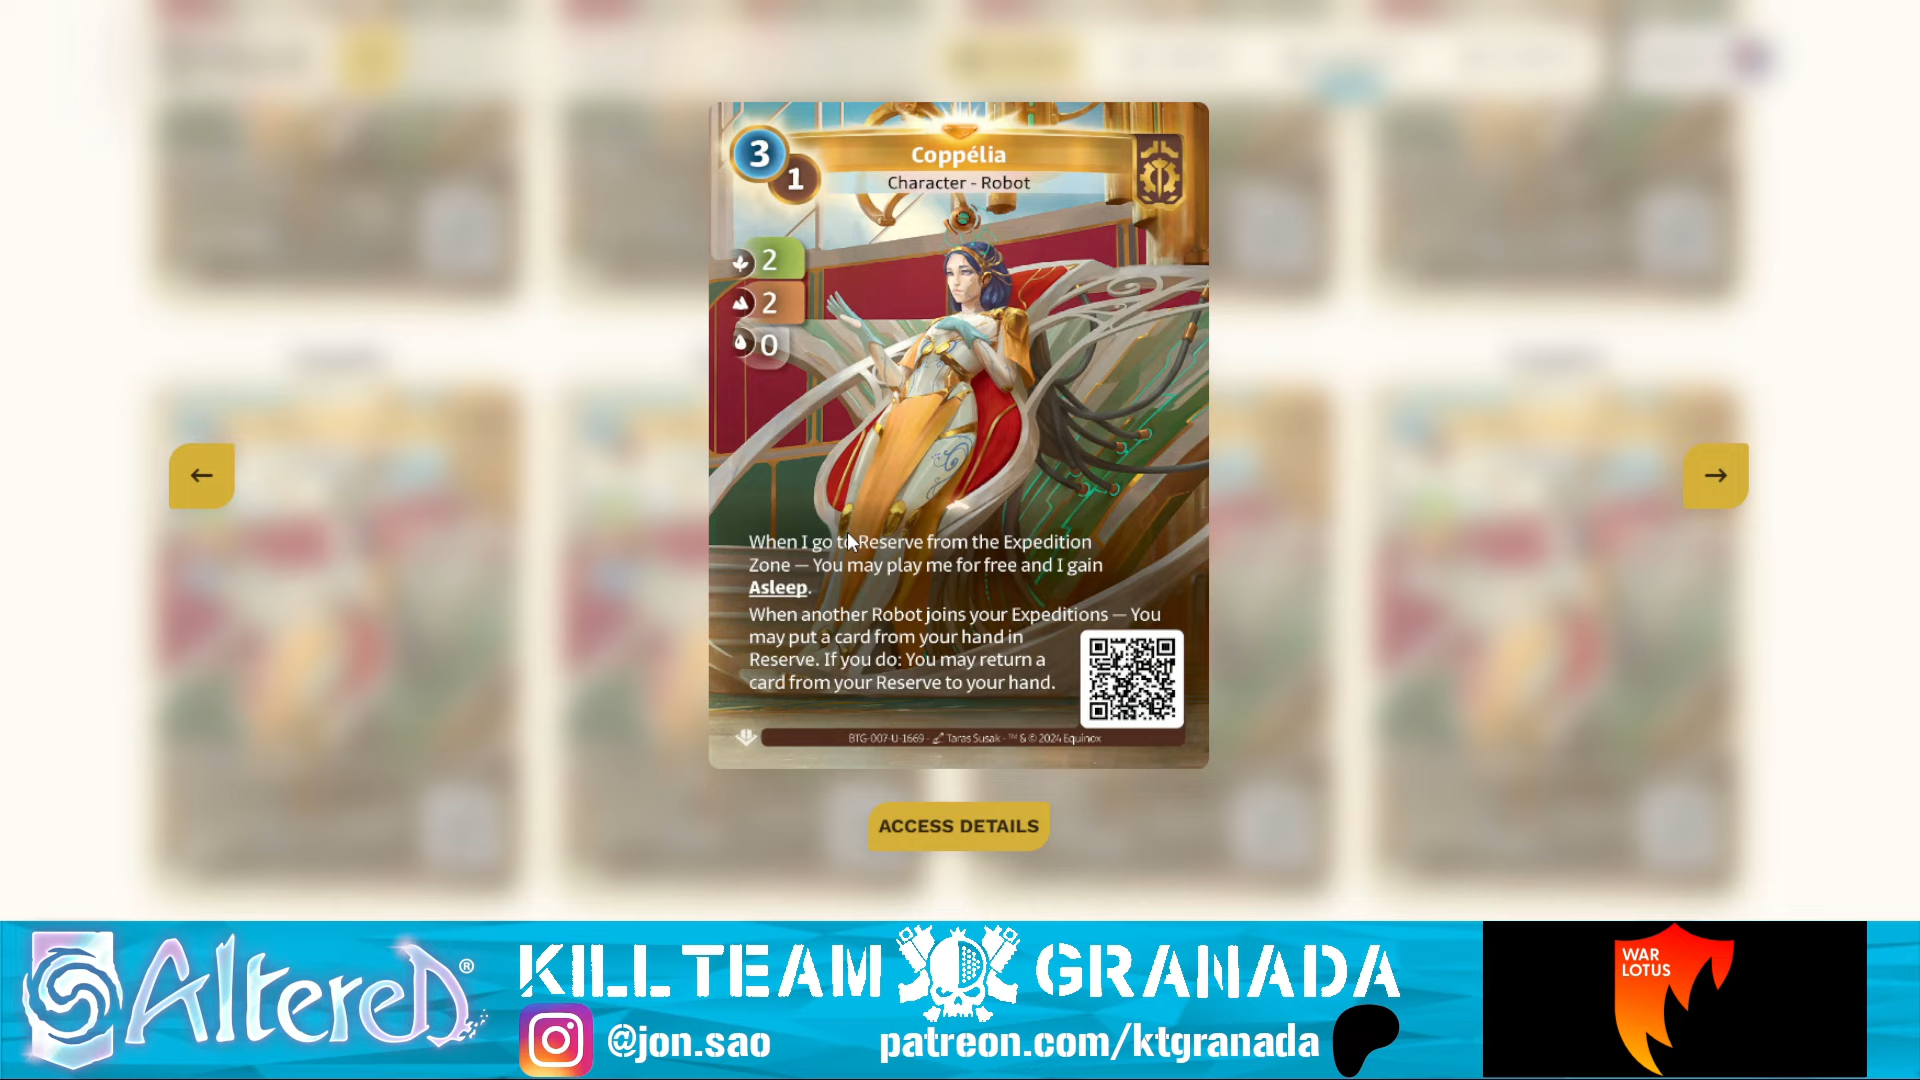 3
1
Coppélia
Character - Robot
2
2
0
When I go to Reserve from the Expedition
Zone — You may play me for free and I gain
Asleep.
When another Robot joins your Expeditions — You
may put a card from your hand in
Reserve. If you do: You may return a
card from your Reserve to your hand.
BTG-007-U-1669 - Taras Susak - ™ & © 2024 Equinox
ACCESS DETAILS
Altered®
KILL TEAM GRANADA
@jon.sao
patreon.com/ktgranada
WAR
LOTUS